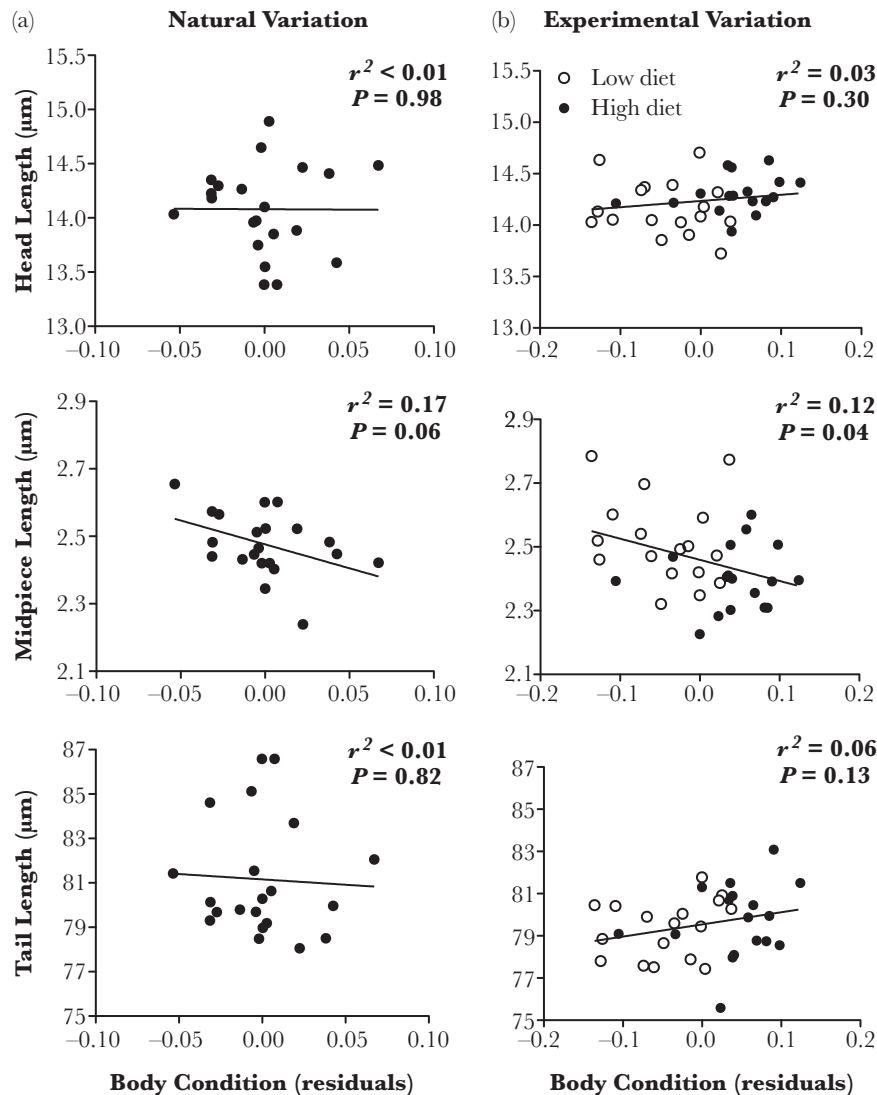 (a) Natural Variation
(b) Experimental Variation
Head Length (μm)
15.5
15.0
14.5
14.0
13.5
13.0
−0.10 −0.05 0.00 0.05 0.10
r² < 0.01
P = 0.98
15.5
15.0
14.5
14.0
13.5
13.0
−0.2 −0.1 0.0 0.1 0.2
Low diet
High diet
r² = 0.03
P = 0.30
Midpiece Length (μm)
2.9
2.7
2.5
2.3
2.1
−0.10 −0.05 0.00 0.05 0.10
r² = 0.17
P = 0.06
2.9
2.7
2.5
2.3
2.1
−0.2 −0.1 0.0 0.1 0.2
r² = 0.12
P = 0.04
Tail Length (μm)
87
85
83
81
79
77
75
−0.10 −0.05 0.00 0.05 0.10
r² < 0.01
P = 0.82
Body Condition (residuals)
87
85
83
81
79
77
75
−0.2 −0.1 0.0 0.1 0.2
r² = 0.06
P = 0.13
Body Condition (residuals)